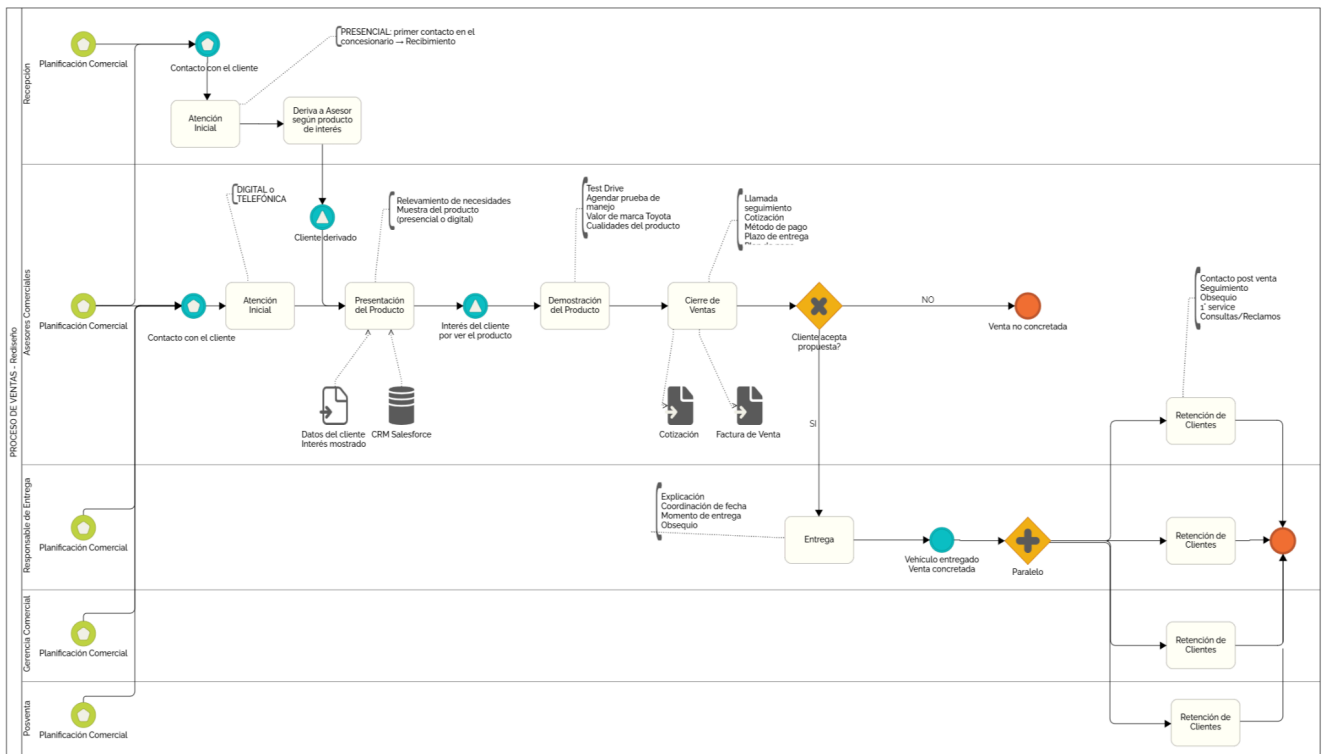 PROCESO DE VENTAS - Rediseño
Recepción
Planificación Comercial
Contacto con el cliente
PRESENCIAL: primer contacto en el
concesionario → Recibimiento
Atención
Inicial
Deriva a Asesor
según producto
de interés
Asesores Comerciales
Planificación Comercial
Contacto con el cliente
DIGITAL o
TELEFÓNICA
Atención
Inicial
Cliente derivado
Relevamiento de necesidades
Muestra del producto
(presencial o digital)
Presentación
del Producto
Datos del cliente
Interés mostrado
CRM Salesforce
Interés del cliente
por ver el producto
Test Drive
Agendar prueba de
manejo
Valor de marca Toyota
Cualidades del producto
Demostración
del Producto
Llamada
seguimiento
Cotización
Método de pago
Plazo de entrega
Cierre de
Ventas
Cotización
Factura de Venta
Cliente acepta
propuesta?
NO
Venta no concretada
SI
Contacto post venta
Seguimiento
Obsequio
1° service
Consultas/Reclamos
Retención de
Clientes
Responsable de Entrega
Planificación Comercial
Explicación
Coordinación de fecha
Momento de entrega
Obsequio
Entrega
Vehículo entregado
Venta concretada
Paralelo
Retención de
Clientes
Gerencia Comercial
Planificación Comercial
Retención de
Clientes
Posventa
Planificación Comercial
Retención de
Clientes